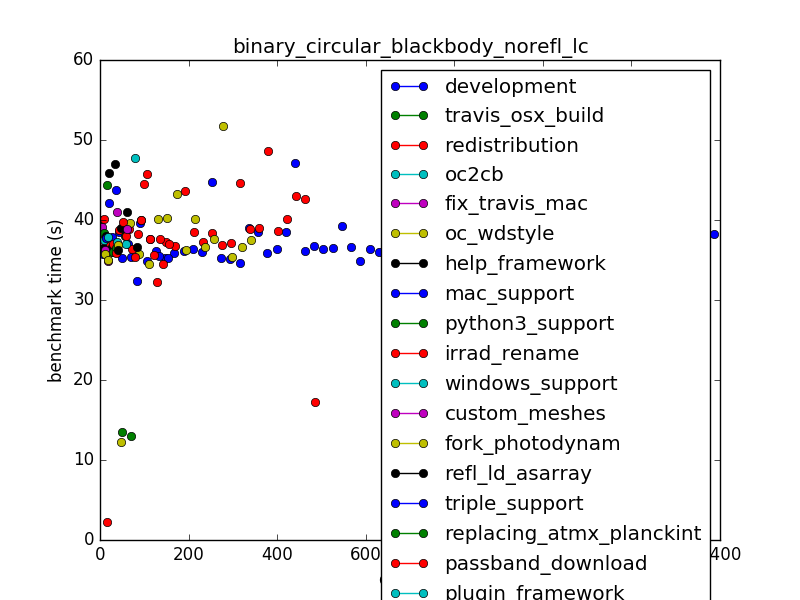 binary_circular_blackbody_norefl_lc
60
50
40
30
20
10
0
benchmark time (s)
0
200
400
600
400
development
travis_osx_build
redistribution
oc2cb
fix_travis_mac
oc_wdstyle
help_framework
mac_support
python3_support
irrad_rename
windows_support
custom_meshes
fork_photodynam
refl_ld_asarray
triple_support
replacing_atmx_planckint
passband_download
plugin_framework